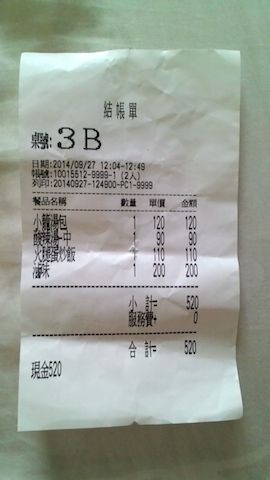 結帳單
桌號:3B
日期:2014/09/27 12:04-12:49
帳號:10015512-9999-1 (2人)
列印:20140927-124900-PC1-9999
餐品名稱 數量 單價 金額
小籠湯包 1 120 120
酸辣湯-中 1 90 90
火腿蛋炒飯 1 110 110
滷味 1 200 200
小 計= 520
服務費+ 0
合 計= 520
現金520